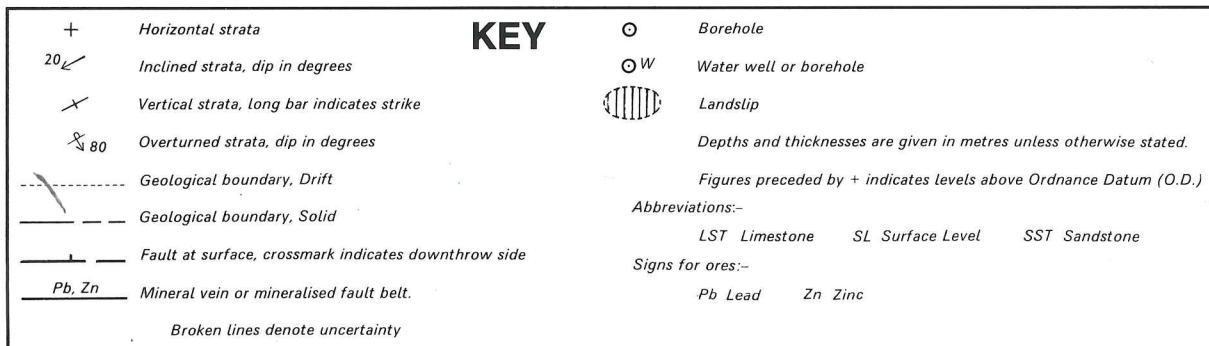 KEY
Horizontal strata
20 Inclined strata, dip in degrees
Vertical strata, long bar indicates strike
80 Overturned strata, dip in degrees
Geological boundary, Drift
Geological boundary, Solid
Fault at surface, crossmark indicates downthrow side
Pb, Zn Mineral vein or mineralised fault belt.
Broken lines denote uncertainty
Borehole
W Water well or borehole
Landslip
Depths and thicknesses are given in metres unless otherwise stated.
Figures preceded by + indicates levels above Ordnance Datum (O.D.)
Abbreviations:–
LST Limestone SL Surface Level SST Sandstone
Signs for ores:–
Pb Lead Zn Zinc